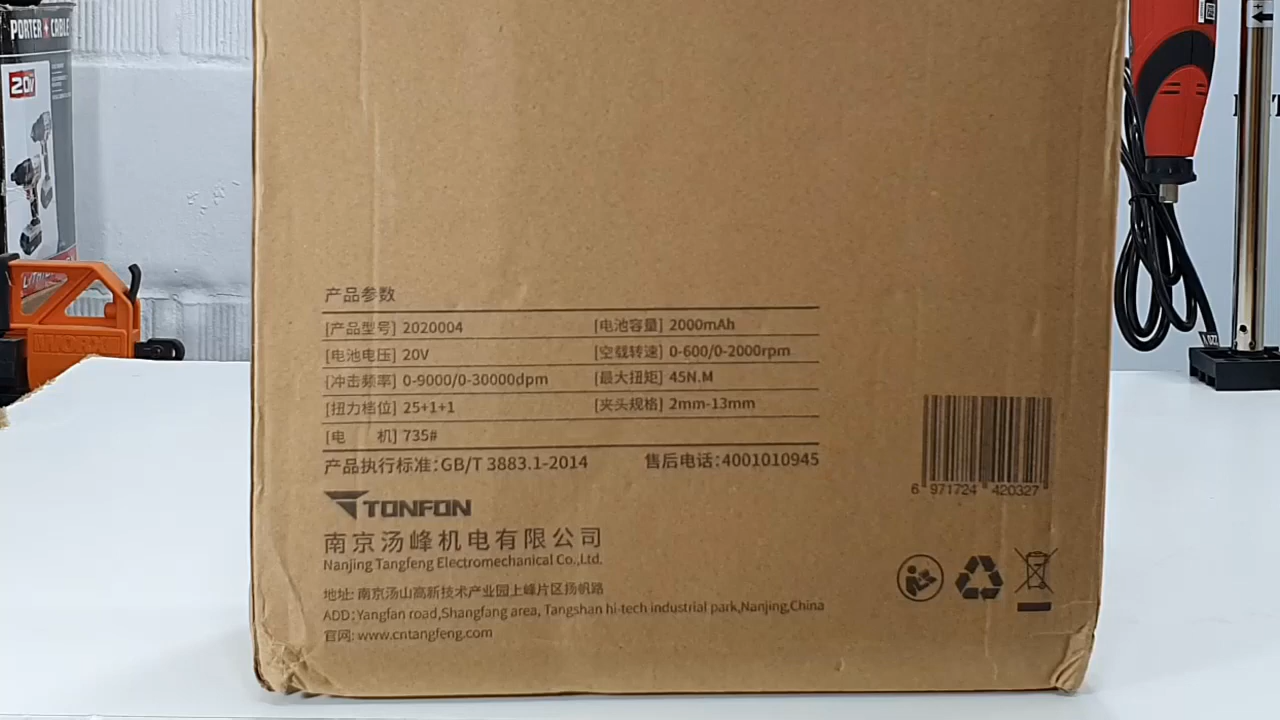 PORTER+CABLE
20V
WORX
产品参数
[产品型号] 2020004 [电池容量] 2000mAh
[电池电压] 20V [空载转速] 0-600/0-2000rpm
[冲击频率] 0-9000/0-30000dpm [最大扭矩] 45N.M
[扭力档位] 25+1+1 [夹头规格] 2mm-13mm
[电 机] 735#
产品执行标准:GB/T 3883.1-2014 售后电话:4001010945
TONFON
南京汤峰机电有限公司
Nanjing Tangfeng Electromechanical Co.,Ltd.
地址: 南京汤山高新技术产业园上峰片区扬帆路
ADD:Yangfan road,Shangfang area, Tangshan hi-tech industrial park,Nanjing,China
官网: www.cntangfeng.com
6 971724 420327